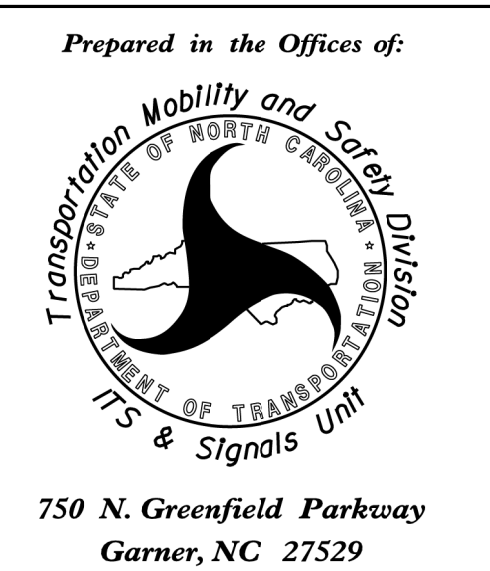 Prepared in the Offices of:
Transportation Mobility and Safety Division
STATE OF NORTH CAROLINA
DEPARTMENT OF TRANSPORTATION
ITS & Signals Unit
750 N. Greenfield Parkway
Garner, NC 27529